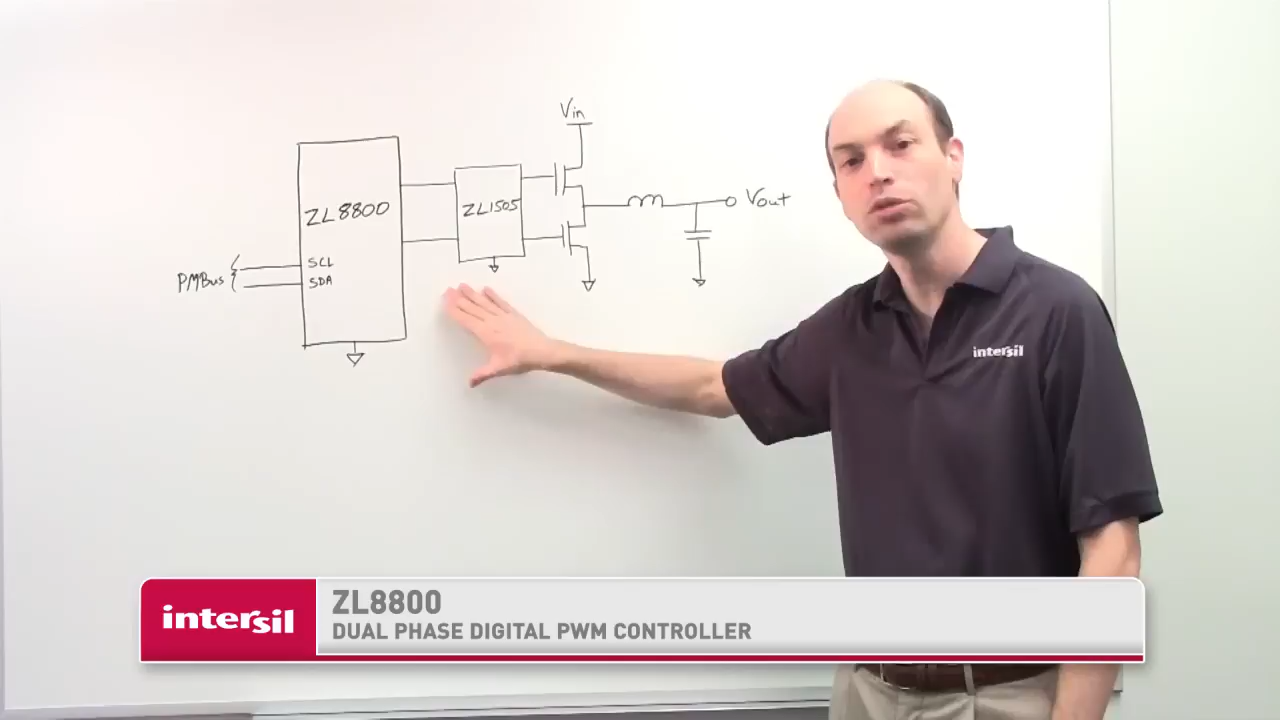 Vin
ZL8800
ZL1505
Vout
SCL
PMBus
SDA
intersil
intersil
ZL8800
DUAL PHASE DIGITAL PWM CONTROLLER